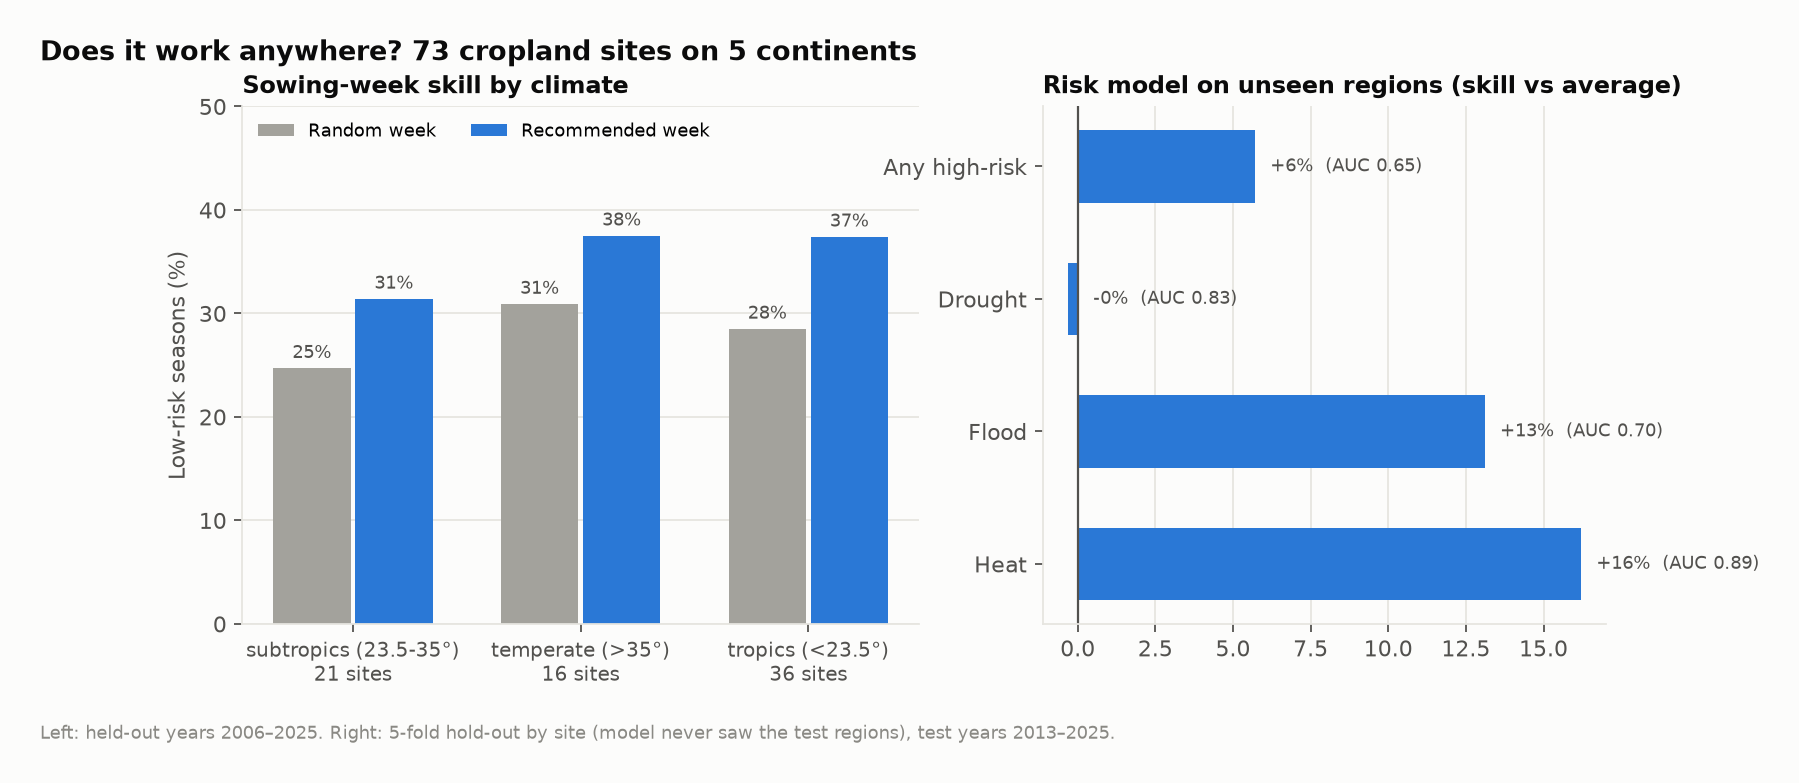 Does it work anywhere? 73 cropland sites on 5 continents
Sowing-week skill by climate
Random week
Recommended week
Low-risk seasons (%)
50
40
30
20
10
0
25%
31%
31%
38%
28%
37%
subtropics (23.5-35°)
21 sites
temperate (>35°)
16 sites
tropics (<23.5°)
36 sites
Risk model on unseen regions (skill vs average)
Any high-risk
+6% (AUC 0.65)
Drought
-0% (AUC 0.83)
Flood
+13% (AUC 0.70)
Heat
+16% (AUC 0.89)
0.0 2.5 5.0 7.5 10.0 12.5 15.0
Left: held-out years 2006–2025. Right: 5-fold hold-out by site (model never saw the test regions), test years 2013–2025.